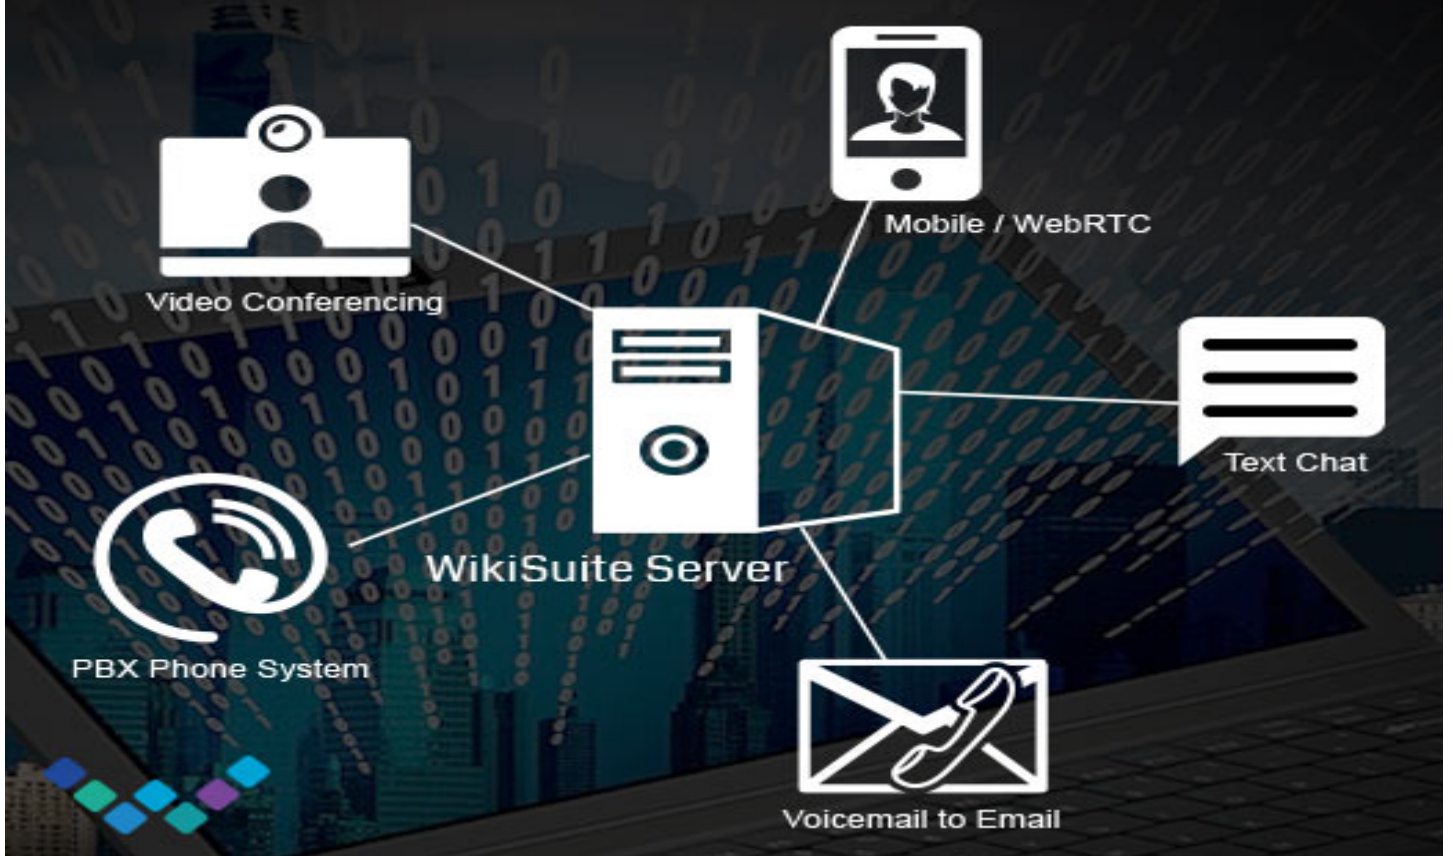 Mobile / WebRTC
Video Conferencing
Text Chat
WikiSuite Server
PBX Phone System
Voicemail to Email